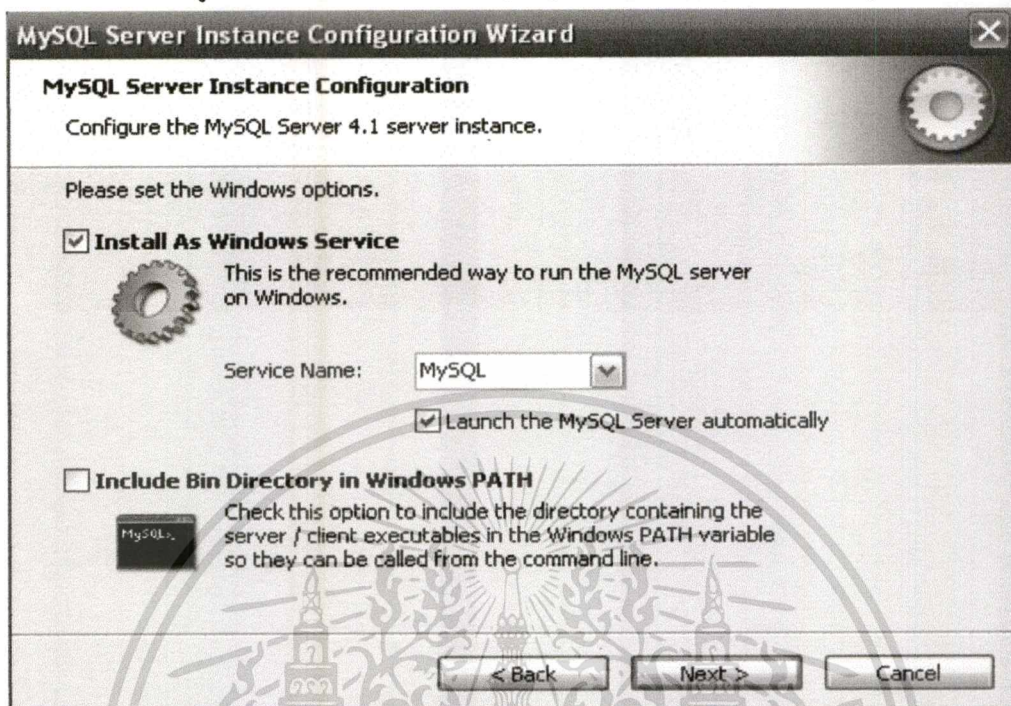 MySQL Server Instance Configuration Wizard
MySQL Server Instance Configuration
Configure the MySQL Server 4.1 server instance.
Please set the Windows options.
Install As Windows Service
This is the recommended way to run the MySQL server
on Windows.
Service Name: MySQL
Launch the MySQL Server automatically
Include Bin Directory in Windows PATH
MySQL>_
Check this option to include the directory containing the
server / client executables in the Windows PATH variable
so they can be called from the command line.
< Back Next > Cancel